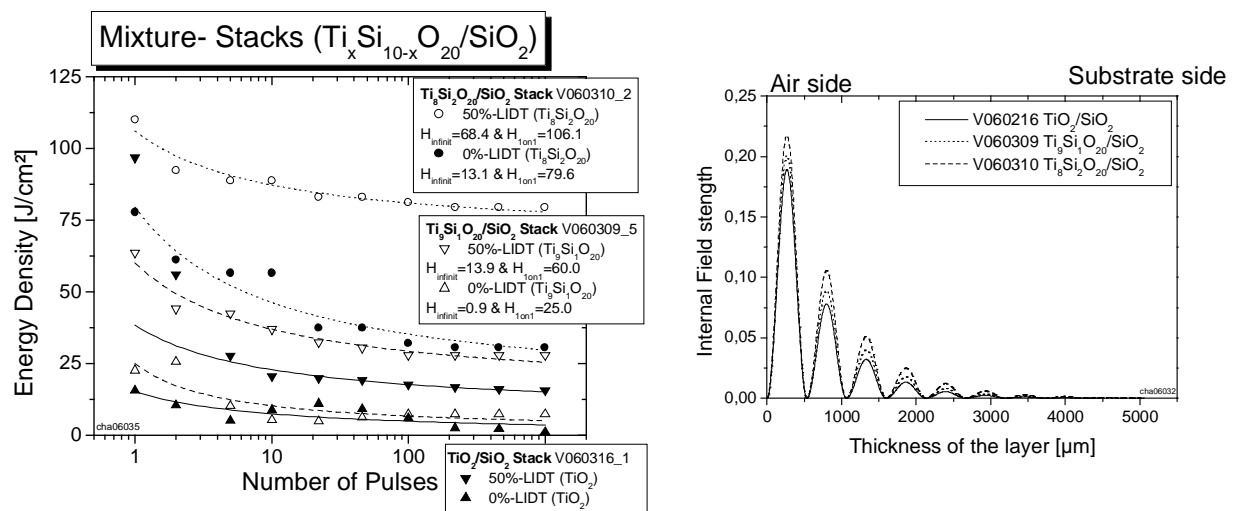 Mixture- Stacks (TixSi10-xO20/SiO2)
125
100
75
50
25
0
Energy Density [J/cm²]
Ti8Si2O20/SiO2 Stack V060310_2
50%-LIDT (Ti8Si2O20)
Hinfinit=68.4 & H1on1=106.1
0%-LIDT (Ti8Si2O20)
Hinfinit=13.1 & H1on1=79.6
Ti9Si1O20/SiO2 Stack V060309_5
50%-LIDT (Ti9Si1O20)
Hinfinit=13.9 & H1on1=60.0
0%-LIDT (Ti9Si1O20)
Hinfinit=0.9 & H1on1=25.0
cha06035
1
10
100
Number of Pulses
TiO2/SiO2 Stack V060316_1
50%-LIDT (TiO2)
0%-LIDT (TiO2)
Air side
Substrate side
0,25
0,20
0,15
0,10
0,05
0,00
Internal Field stength
V060216 TiO2/SiO2
V060309 Ti9Si1O20/SiO2
V060310 Ti8Si2O20/SiO2
cha06032
0
1000
2000
3000
4000
5000
Thickness of the layer [µm]